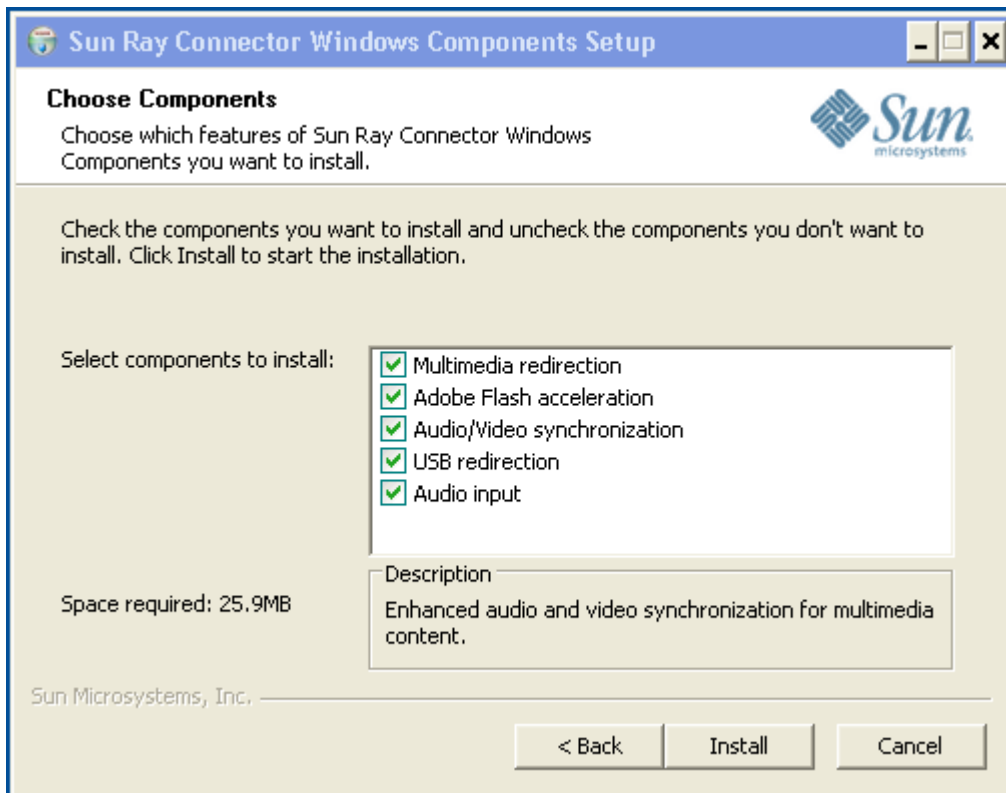 Sun Ray Connector Windows Components Setup
Choose Components
Choose which features of Sun Ray Connector Windows
Components you want to install.
Sun
microsystems
Check the components you want to install and uncheck the components you don't want to
install. Click Install to start the installation.
Select components to install:
Multimedia redirection
Adobe Flash acceleration
Audio/Video synchronization
USB redirection
Audio input
Space required: 25.9MB
Description
Enhanced audio and video synchronization for multimedia
content.
Sun Microsystems, Inc.
< Back
Install
Cancel